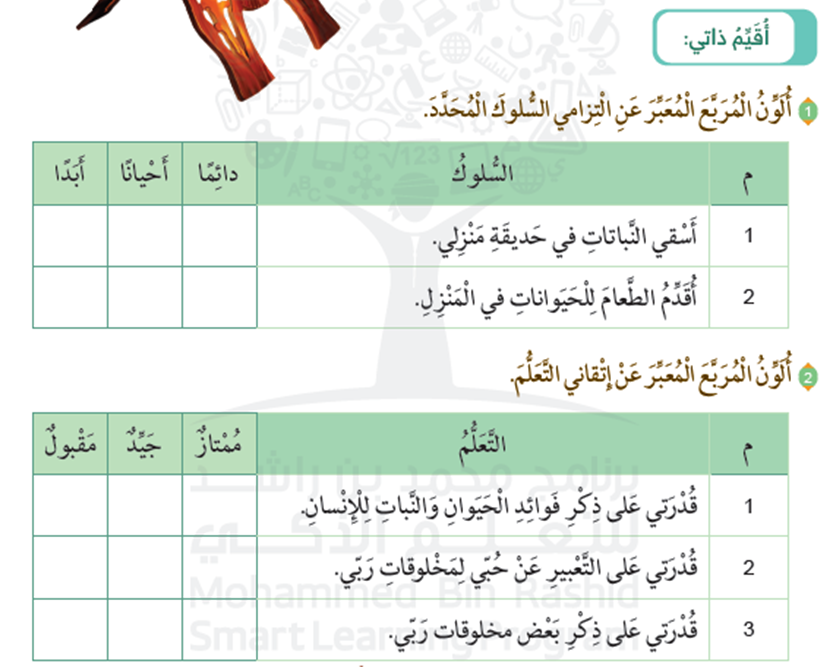 أُقَيِّمُ ذاتي:
1 أُلَوِّنُ الْمُرَبَّعَ الْمُعَبِّرَ عَنِ الْتِزامي السُّلوكَ الْمُحَدَّدَ.
م السُّلوكُ دائِمًا أَحْيانًا أَبَدًا
1 أَسْقي النَّباتاتِ في حَديقَةِ مَنْزِلي.
2 أُقَدِّمُ الطَّعامَ لِلْحَيَواناتِ في الْمَنْزِلِ.
2 أُلَوِّنُ الْمُرَبَّعَ الْمُعَبِّرَ عَنْ إِتْقاني التَّعَلُّمَ.
م التَّعَلُّمُ مُمْتازٌ جَيِّدٌ مَقْبولٌ
1 قُدْرَتي عَلى ذِكْرِ فَوائِدِ الْحَيَوانِ وَالنَّباتِ لِلْإِنْسانِ.
2 قُدْرَتي عَلى التَّعْبيرِ عَنْ حُبّي لِمَخْلوقاتِ رَبّي.
3 قُدْرَتي عَلى ذِكْرِ بَعْض مخلوقات رَبّي.
برنامج محمد بن راشد
للتعلم الذكي
Mohammed Bin Rashid
Smart Learning Program